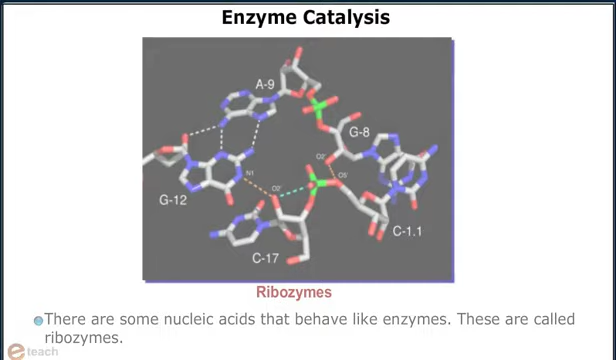 Enzyme Catalysis
A-9
G-8
O2'
O5'
N1
O2'
G-12
C-17
C-1.1
Ribozymes
There are some nucleic acids that behave like enzymes. These are called
ribozymes.
e teach